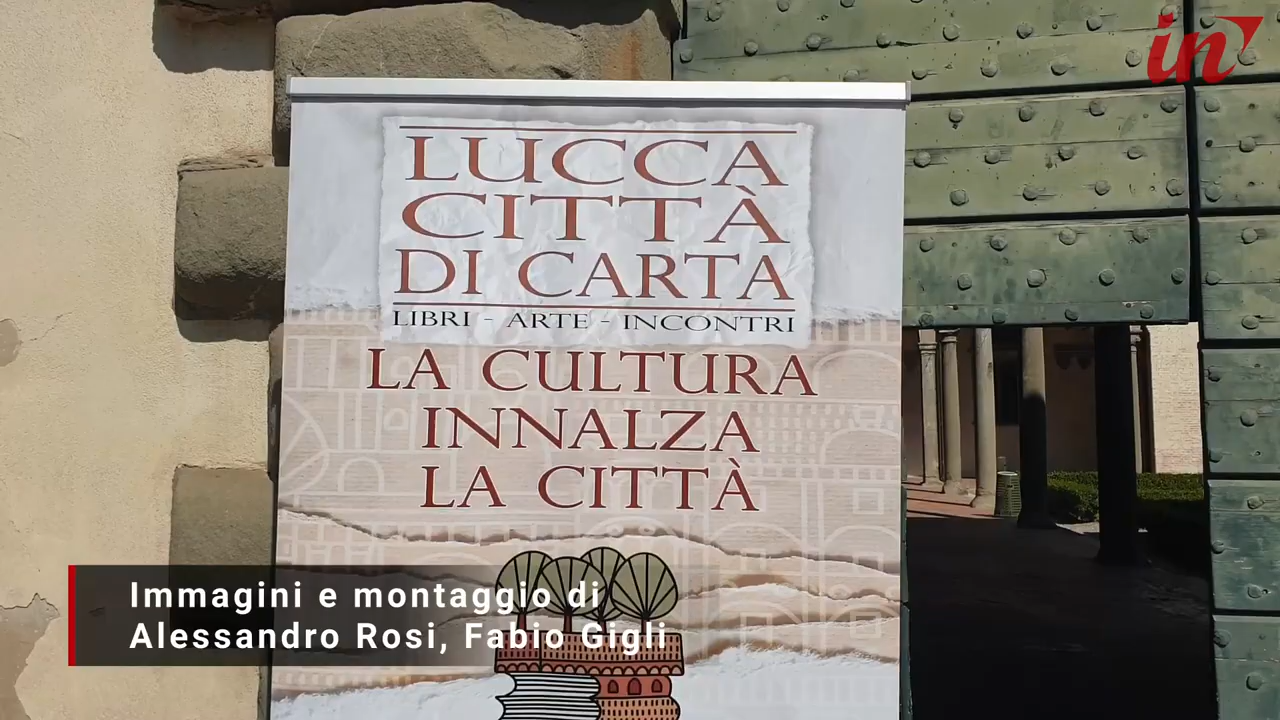 in
LUCCA
CITTÀ
DI CARTA
LIBRI - ARTE - INCONTRI
LA CULTURA
INNALZA
LA CITTÀ
Immagini e montaggio di
Alessandro Rosi, Fabio Gigli